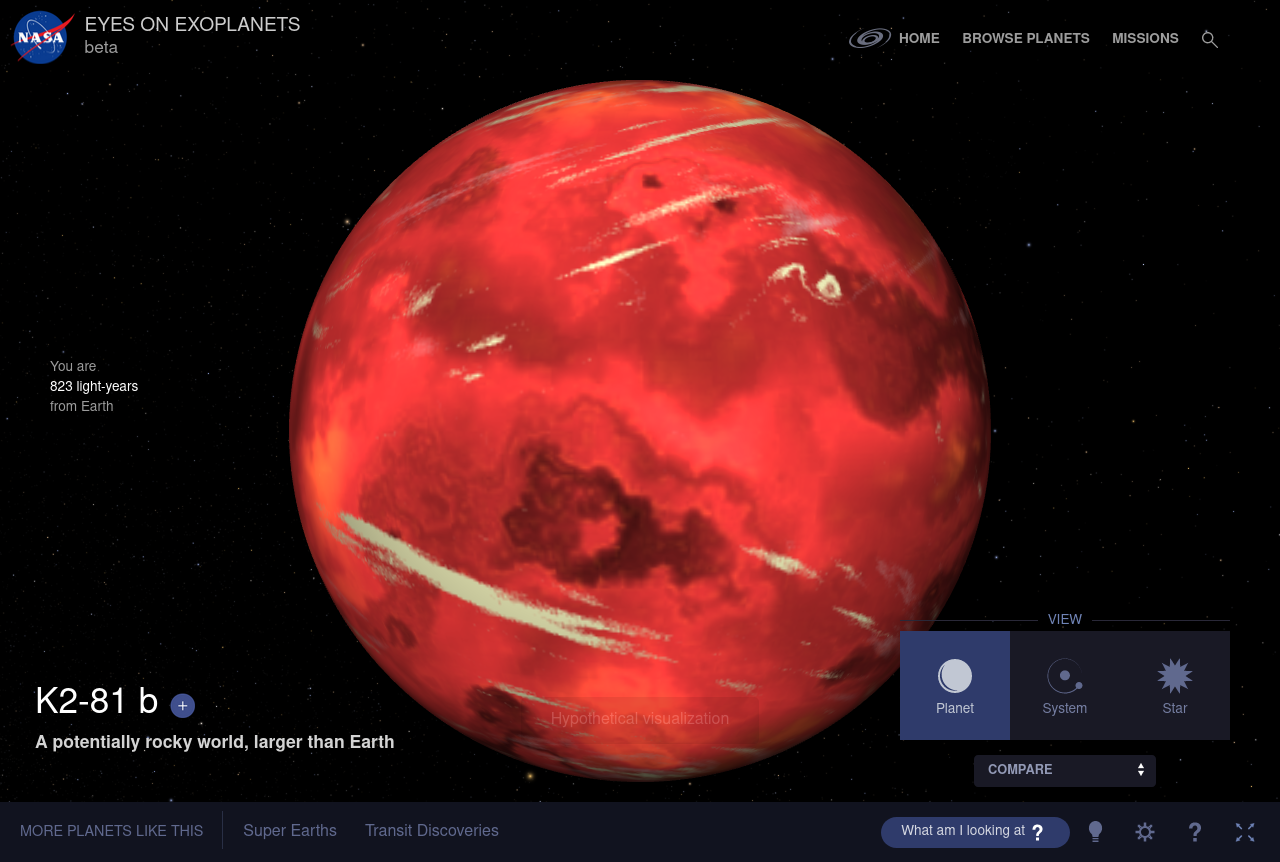 NASA
EYES ON EXOPLANETS
beta
HOME
BROWSE PLANETS
MISSIONS
You are
823 light-years
from Earth
VIEW
Planet
System
Star
K2-81 b +
A potentially rocky world, larger than Earth
Hypothetical visualization
COMPARE
MORE PLANETS LIKE THIS
Super Earths
Transit Discoveries
What am I looking at ?
?